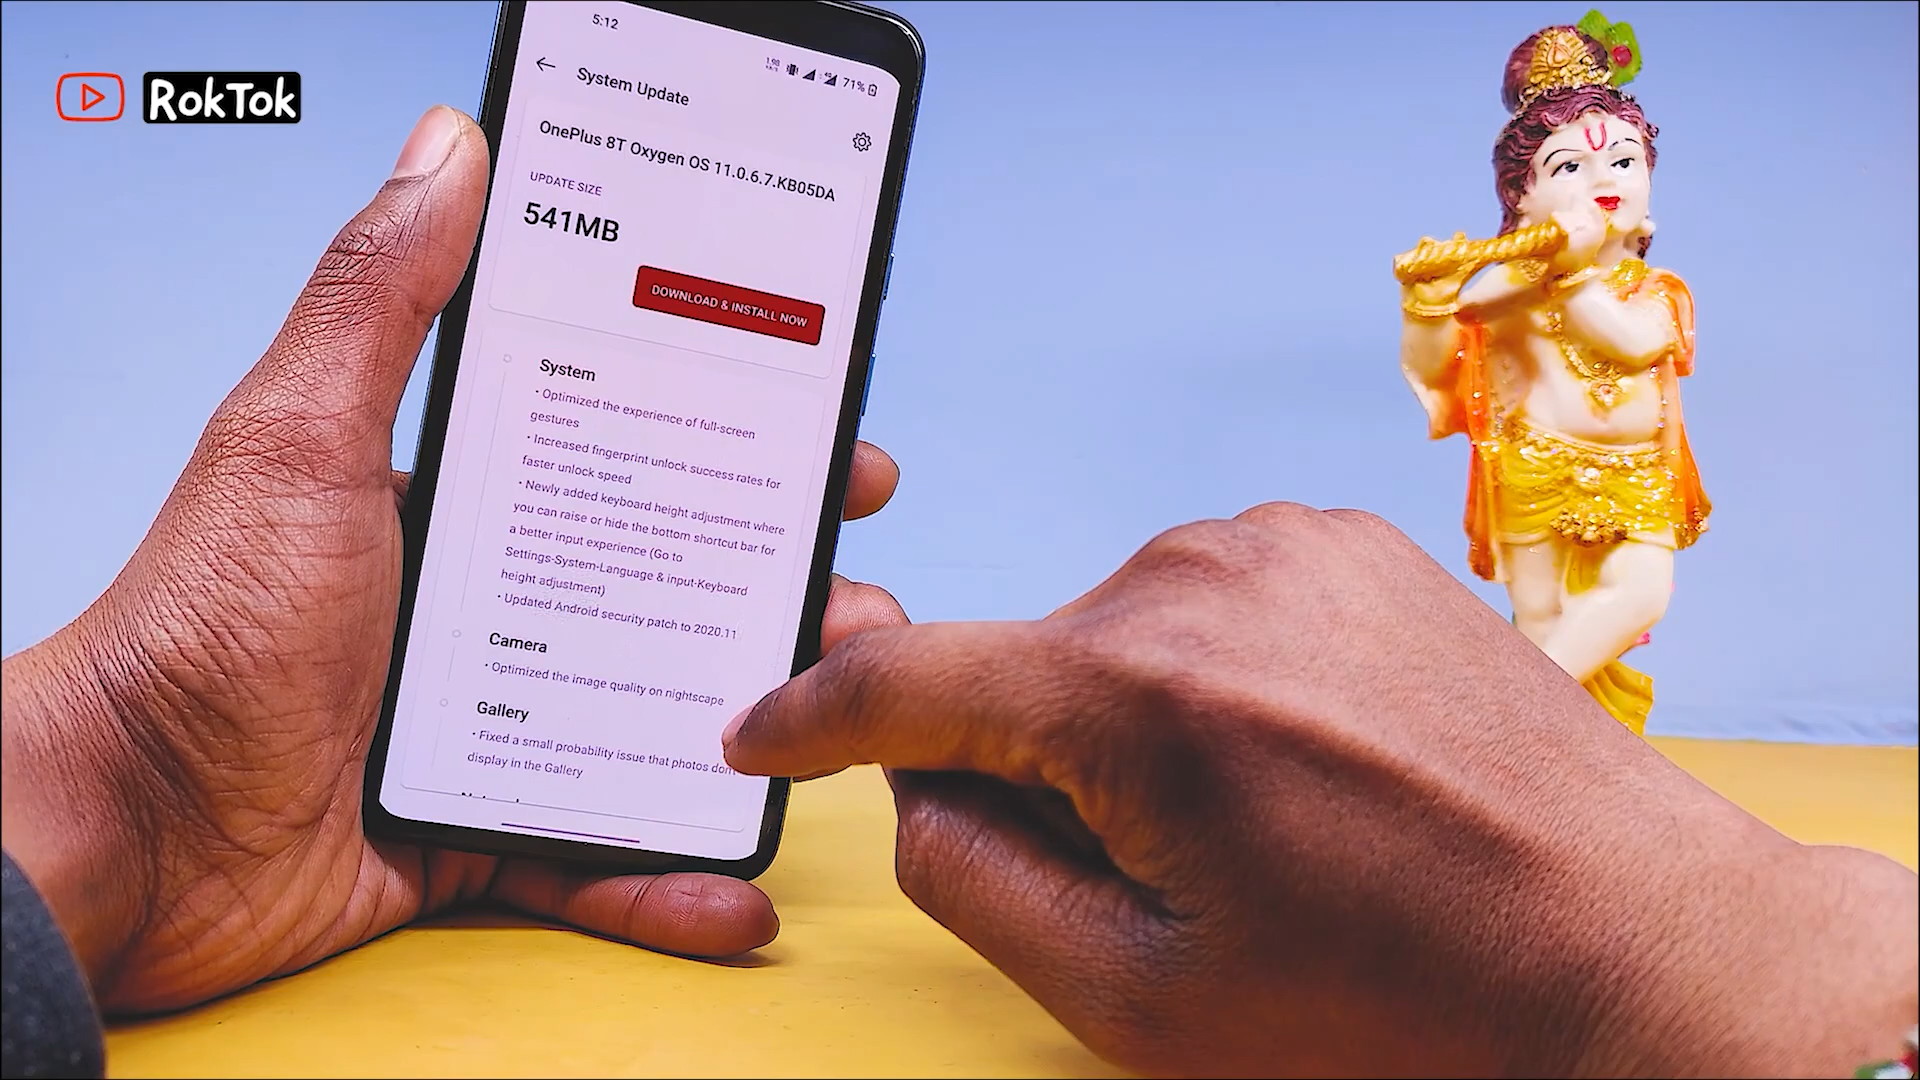 RokTok
5:12
71%
System Update
OnePlus 8T Oxygen OS 11.0.6.7.KB05DA
UPDATE SIZE
541MB
DOWNLOAD & INSTALL NOW
System
• Optimized the experience of full-screen
gestures
• Increased fingerprint unlock success rates for
faster unlock speed
• Newly added keyboard height adjustment where
you can raise or hide the bottom shortcut bar for
a better input experience (Go to
Settings-System-Language & input-Keyboard
height adjustment)
• Updated Android security patch to 2020.11
Camera
• Optimized the image quality on nightscape
Gallery
• Fixed a small probability issue that photos don't
display in the Gallery